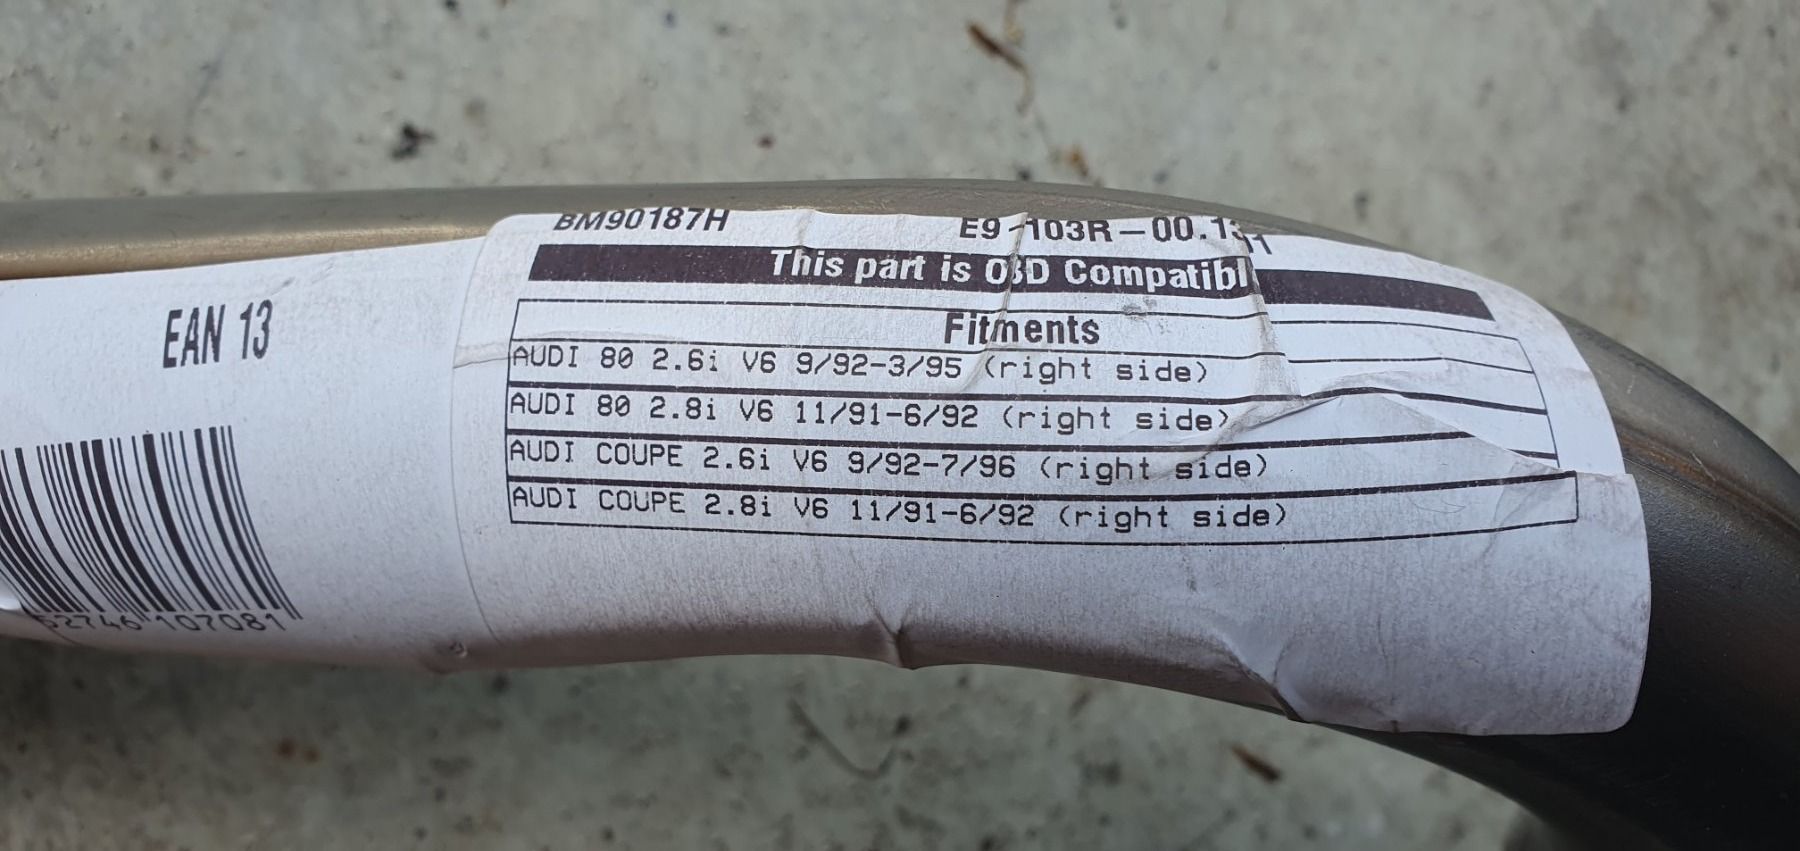 BM90187H E9-103R-00.1
This part is OBD Compatibl
EAN 13
Fitments
AUDI 80 2.6i V6 9/92-3/95 (right side)
AUDI 80 2.8i V6 11/91-6/92 (right side)
AUDI COUPE 2.6i V6 9/92-7/96 (right side)
AUDI COUPE 2.8i V6 11/91-6/92 (right side)
52746 107081